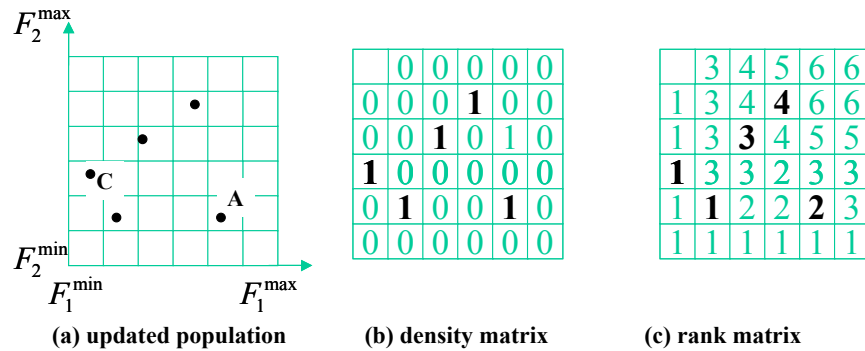 F₂ᵐᵃˣ
C
A
F₂ᵐⁱⁿ
F₁ᵐⁱⁿ F₁ᵐᵃˣ
(a) updated population
0 0 0 0 0
0 0 0 1 0 0
0 0 1 0 1 0
1 0 0 0 0 0
0 1 0 0 1 0
0 0 0 0 0 0
(b) density matrix
3 4 5 6 6
1 3 4 4 6 6
1 3 3 4 5 5
1 3 3 2 3 3
1 1 2 2 2 3
1 1 1 1 1 1
(c) rank matrix